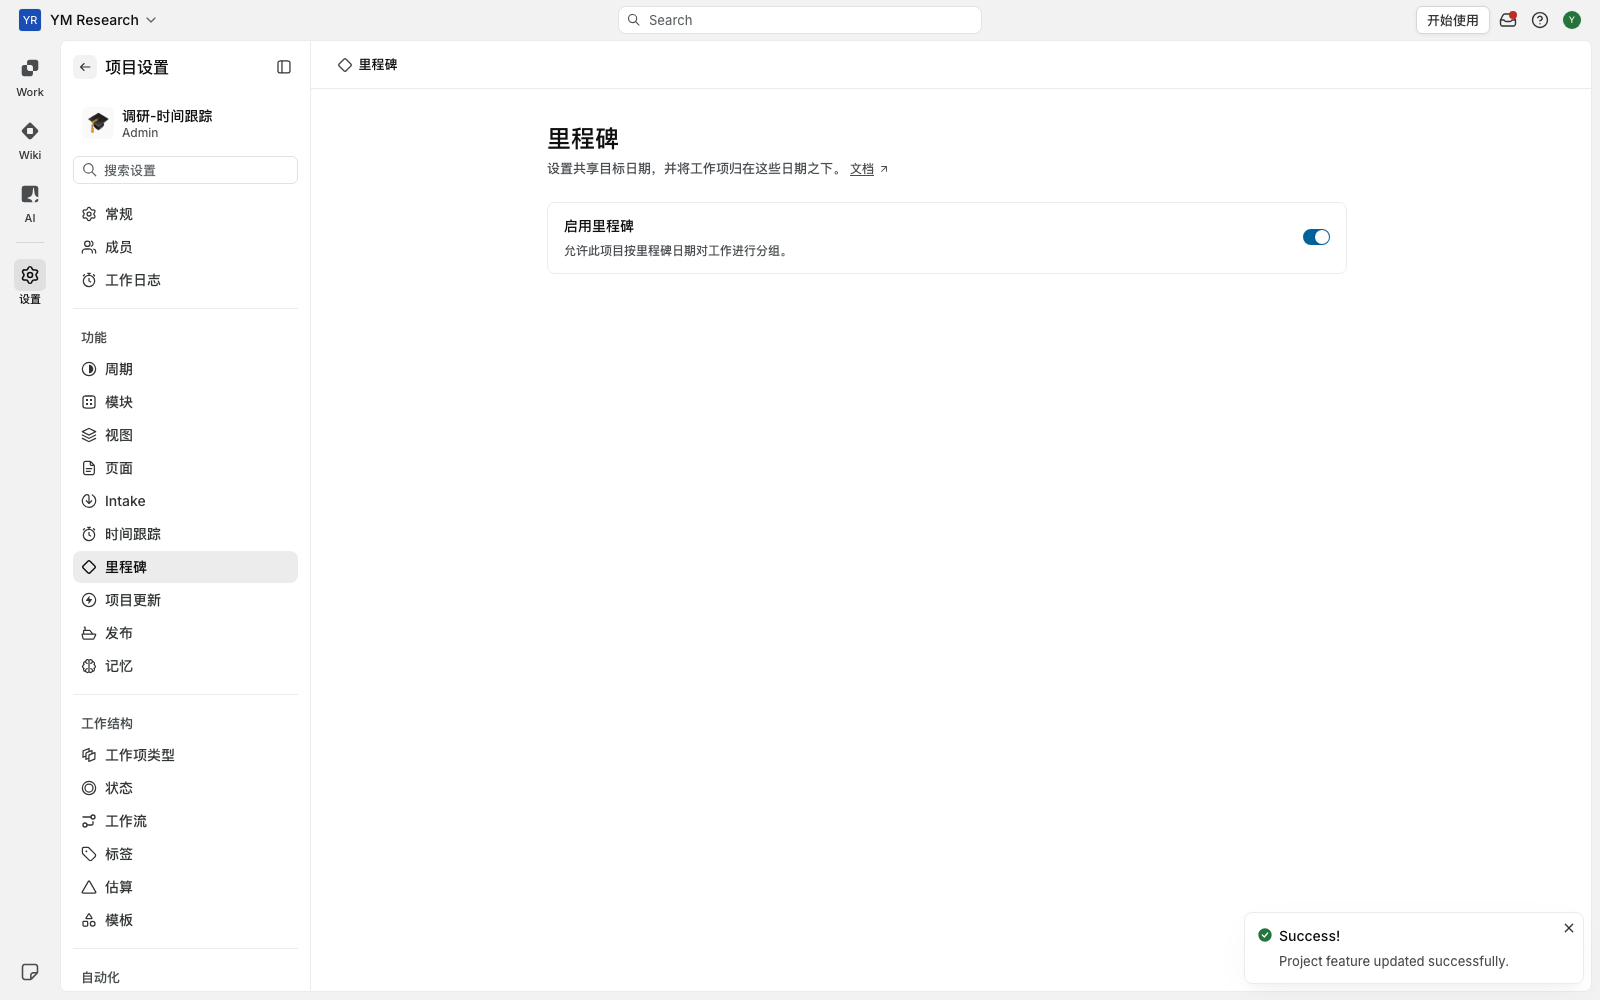 YR YM Research
Search
开始使用
Y
Work
Wiki
AI
设置
项目设置
调研-时间跟踪
Admin
搜索设置
常规
成员
工作日志
功能
周期
模块
视图
页面
Intake
时间跟踪
里程碑
项目更新
发布
记忆
工作结构
工作项类型
状态
工作流
标签
估算
模板
自动化
里程碑
里程碑
设置共享目标日期，并将工作项归在这些日期之下。 文档
启用里程碑
允许此项目按里程碑日期对工作进行分组。
Success!
Project feature updated successfully.